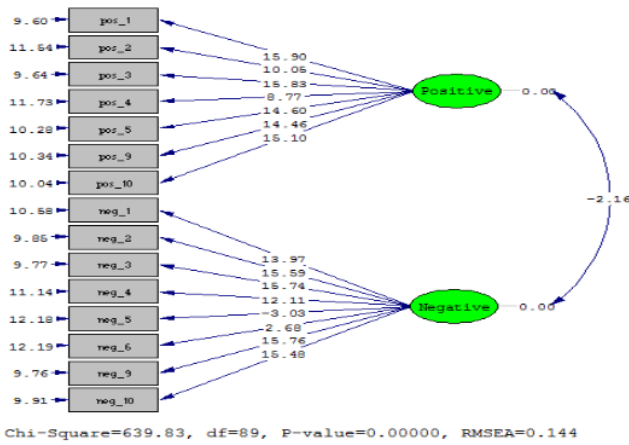 9.60 pos_1
11.54 pos_2
9.64 pos_3
11.73 pos_4
10.28 pos_5
10.34 pos_9
10.04 pos_10
10.58 neg_1
9.85 neg_2
9.77 neg_3
11.14 neg_4
12.18 neg_5
12.19 neg_6
9.76 neg_9
9.91 neg_10
15.90
10.05
15.83
8.77
14.60
14.46
15.10
13.97
15.59
15.74
12.11
-3.03
2.68
15.76
15.48
Positive 0.00
Negative 0.00
-2.16
Chi-Square=639.83, df=89, P-value=0.00000, RMSEA=0.144